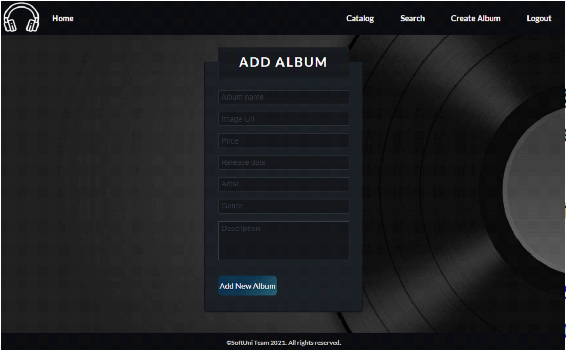 Home Catalog Search Create Album Logout
ADD ALBUM
Album name
Image Url
Price
Release date
Artist
Genre
Description
Add New Album
©SoftUni Team 2021. All rights reserved.